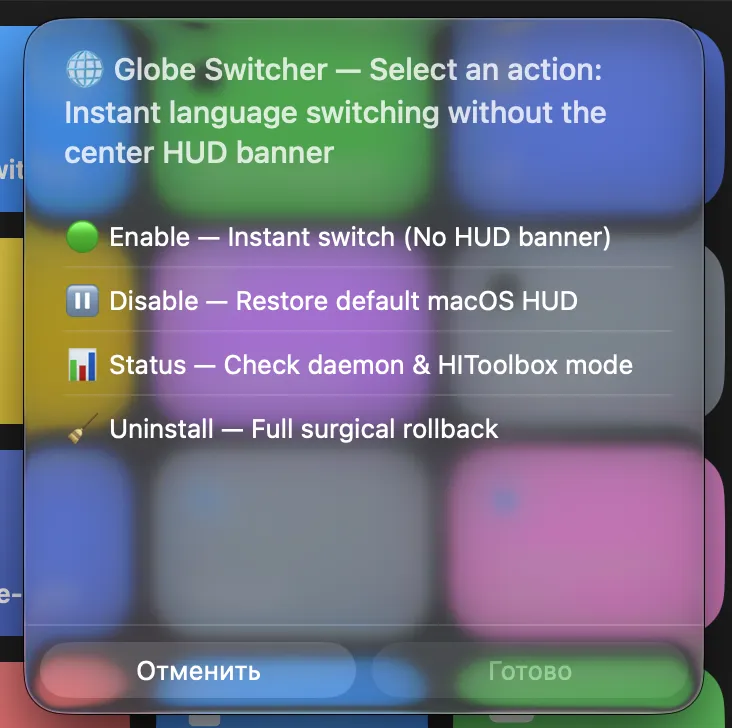 🌐 Globe Switcher — Select an action:
Instant language switching without the
center HUD banner
wit
🟢 Enable — Instant switch (No HUD banner)
⏸️ Disable — Restore default macOS HUD
📊 Status — Check daemon & HIToolbox mode
🧹 Uninstall — Full surgical rollback
e-
Отменить
Готово